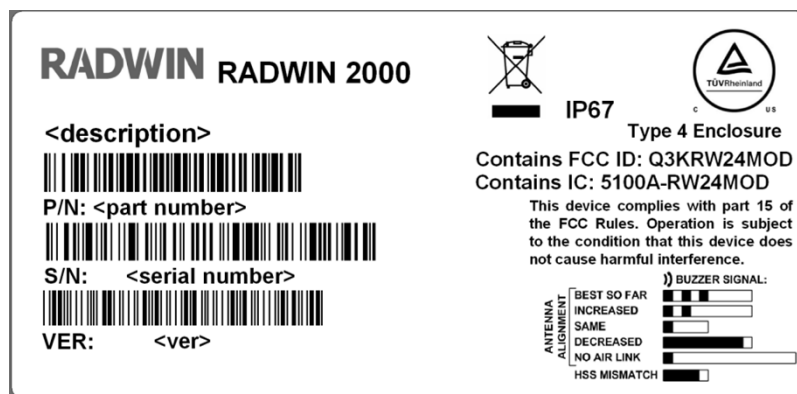 RADWIN RADWIN 2000
<description>
P/N: <part number>
S/N: <serial number>
VER: <ver>
IP67
TÜVRheinland
C US
Type 4 Enclosure
Contains FCC ID: Q3KRW24MOD
Contains IC: 5100A-RW24MOD
This device complies with part 15 of
the FCC Rules. Operation is subject
to the condition that this device does
not cause harmful interference.
BUZZER SIGNAL:
ANTENNA
ALIGNMENT
BEST SO FAR
INCREASED
SAME
DECREASED
NO AIR LINK
HSS MISMATCH